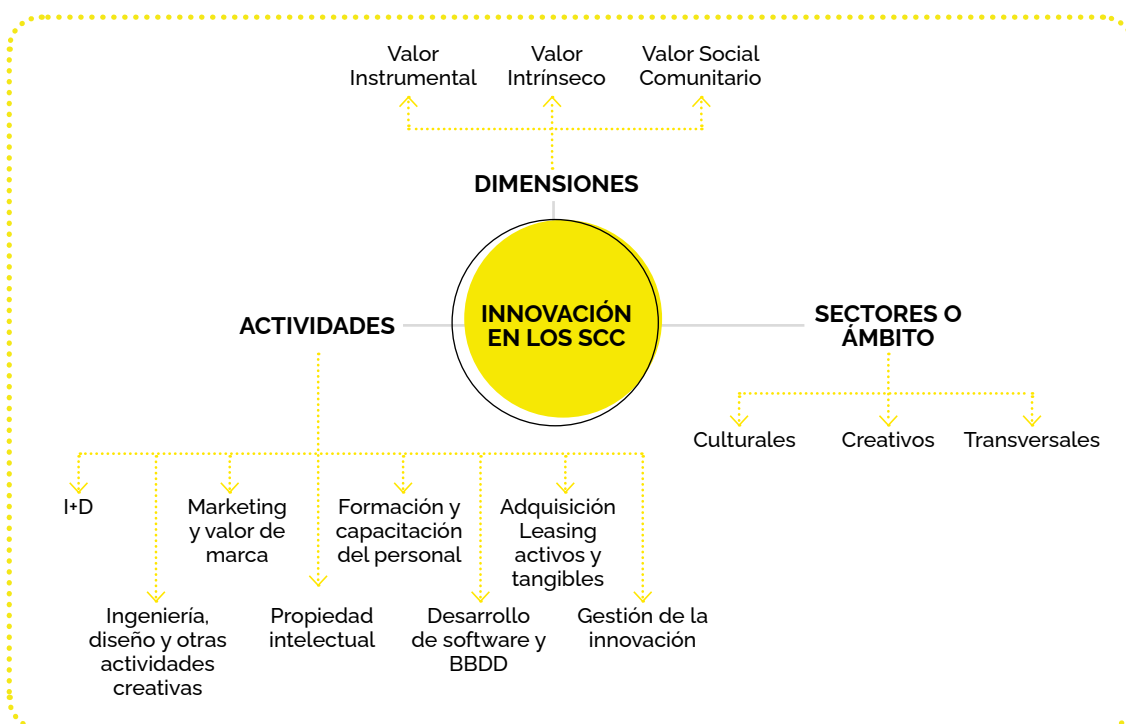 Valor
Instrumental
Valor
Intrínseco
Valor Social
Comunitario
DIMENSIONES
INNOVACIÓN
EN LOS SCC
ACTIVIDADES
SECTORES O
ÁMBITO
Culturales
Creativos
Transversales
I+D
Marketing
y valor de
marca
Formación y
capacitación
del personal
Adquisición
Leasing
activos y
tangibles
Ingeniería,
diseño y otras
actividades
creativas
Propiedad
intelectual
Desarrollo
de software y
BBDD
Gestión de la
innovación